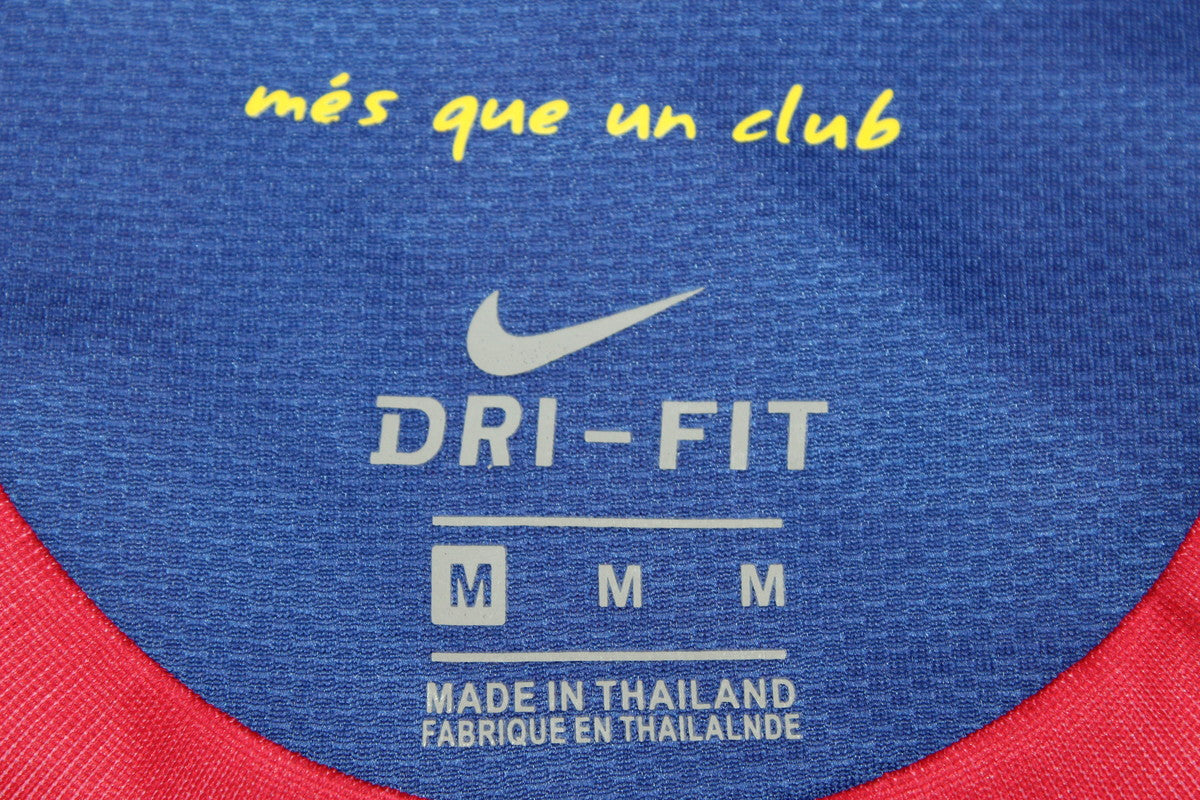 més que un club
DRI-FIT
M M M
MADE IN THAILAND
FABRIQUE EN THAILALNDE